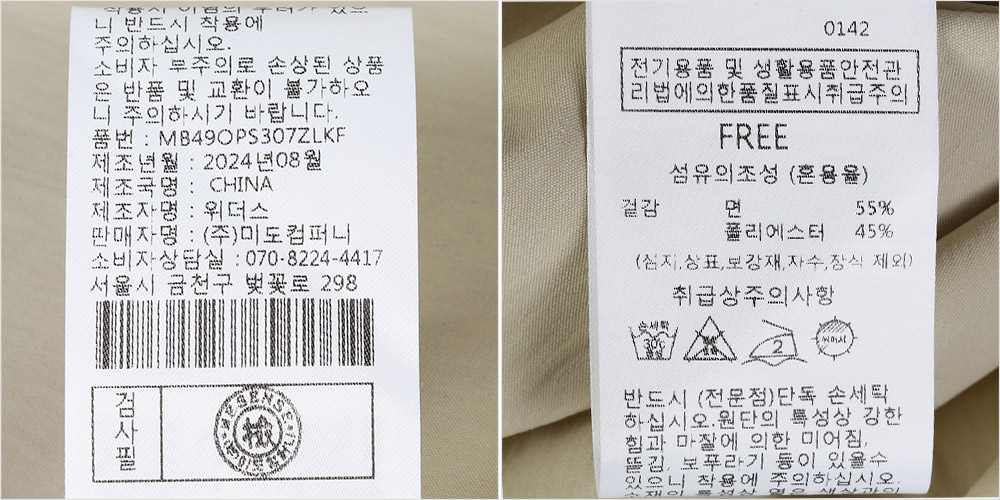 니 반드시 착용에
주의하십시오.
소비자 부주의로 손상된 상품
은 반품 및 교환이 불가하오
니 주의하시기 바랍니다.
품번 : MB49OPS307ZLKF
제조년월 : 2024년08월
제조국명 : CHINA
제조자명 : 위더스
판매자명 : (주)미도컴퍼니
소비자상담실 : 070-8224-4417
서울시 금천구 벚꽃로 298
검
사
필
0142
전기용품 및 생활용품안전관
리법에의한품질표시취급주의
FREE
섬유의조성 (혼용율)
겉감 면 55%
폴리에스터 45%
(심지,상표,보강재,자수,장식 제외)
취급상주의사항
손세탁
30℃
중성
2
드라이
반드시 (전문점)단독 손세탁
하십시오.원단의 특성상 강한
힘과 마찰에 의한 미어짐,
뜯김, 보푸라기 등이 있을수
있으니 착용에 주의하십시오.